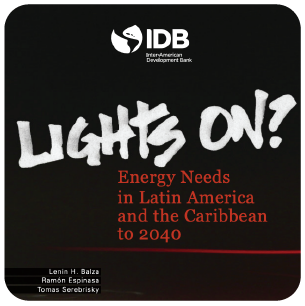 IDB
Inter-American
Development Bank
LIGHTS ON?
Energy Needs
in Latin America
and the Caribbean
to 2040
Lenin H. Balza
Ramón Espinasa
Tomas Serebrisky